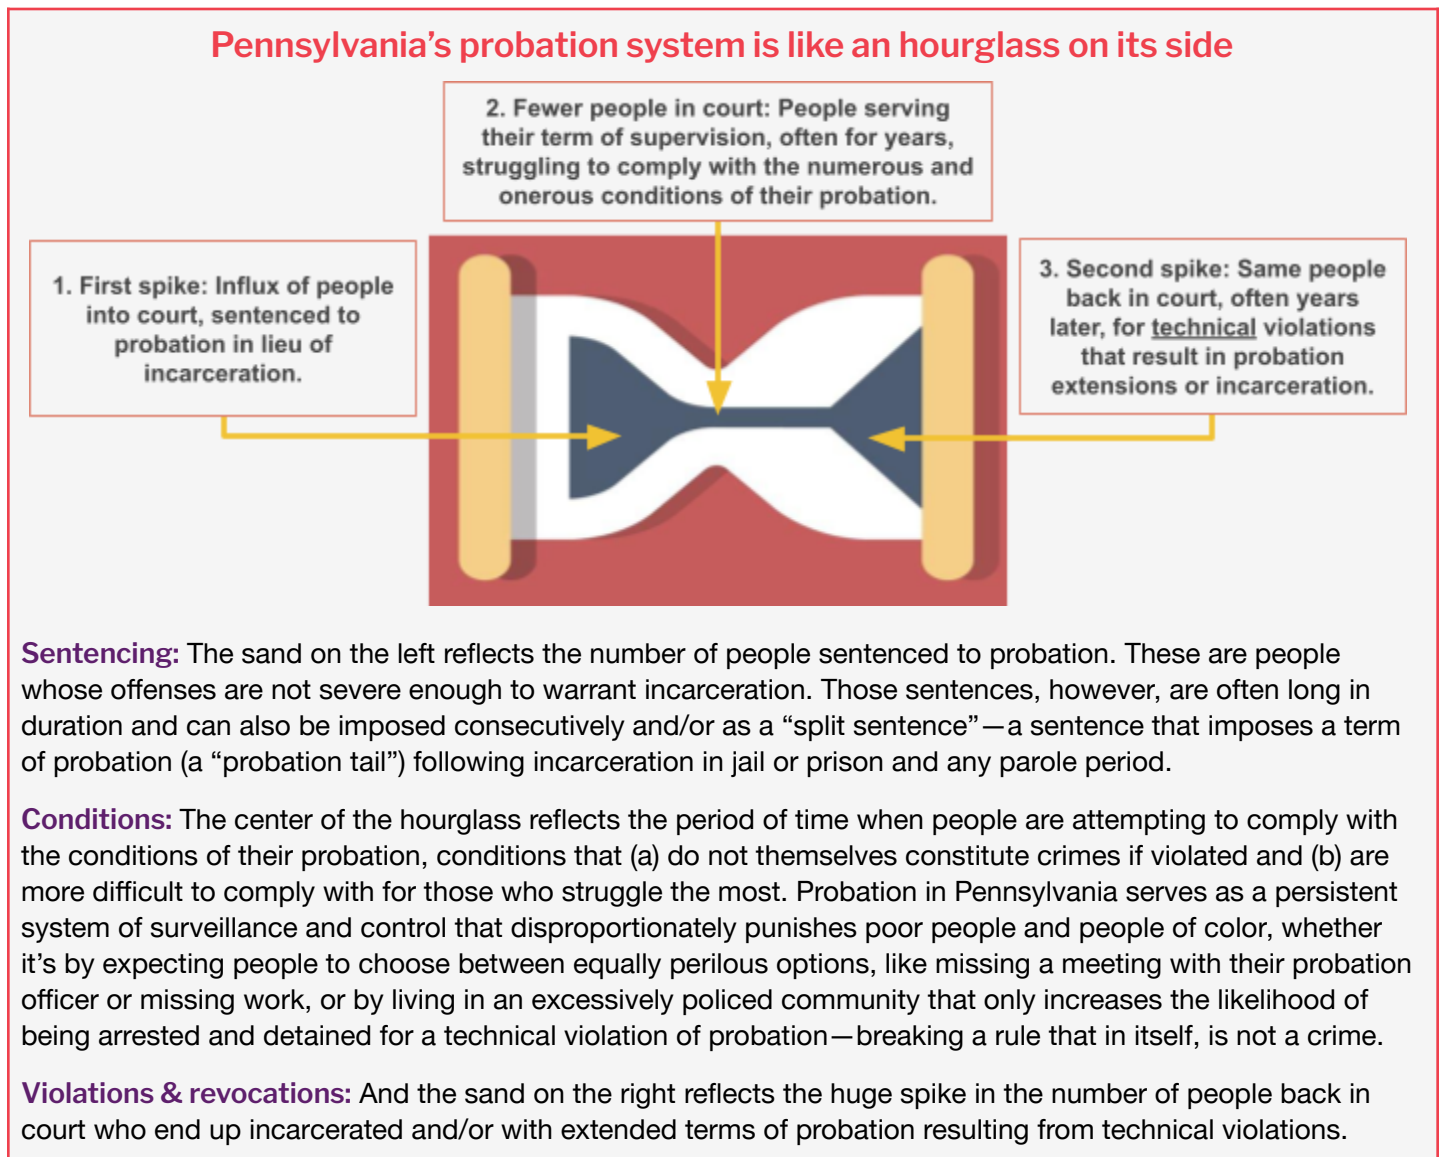 Pennsylvania’s probation system is like an hourglass on its side
2. Fewer people in court: People serving
their term of supervision, often for years,
struggling to comply with the numerous and
onerous conditions of their probation.
1. First spike: Influx of people
into court, sentenced to
probation in lieu of
incarceration.
3. Second spike: Same people
back in court, often years
later, for technical violations
that result in probation
extensions or incarceration.
Sentencing: The sand on the left reflects the number of people sentenced to probation. These are people
whose offenses are not severe enough to warrant incarceration. Those sentences, however, are often long in
duration and can also be imposed consecutively and/or as a “split sentence”—a sentence that imposes a term
of probation (a “probation tail”) following incarceration in jail or prison and any parole period.
Conditions: The center of the hourglass reflects the period of time when people are attempting to comply with
the conditions of their probation, conditions that (a) do not themselves constitute crimes if violated and (b) are
more difficult to comply with for those who struggle the most. Probation in Pennsylvania serves as a persistent
system of surveillance and control that disproportionately punishes poor people and people of color, whether
it’s by expecting people to choose between equally perilous options, like missing a meeting with their probation
officer or missing work, or by living in an excessively policed community that only increases the likelihood of
being arrested and detained for a technical violation of probation—breaking a rule that in itself, is not a crime.
Violations & revocations: And the sand on the right reflects the huge spike in the number of people back in
court who end up incarcerated and/or with extended terms of probation resulting from technical violations.